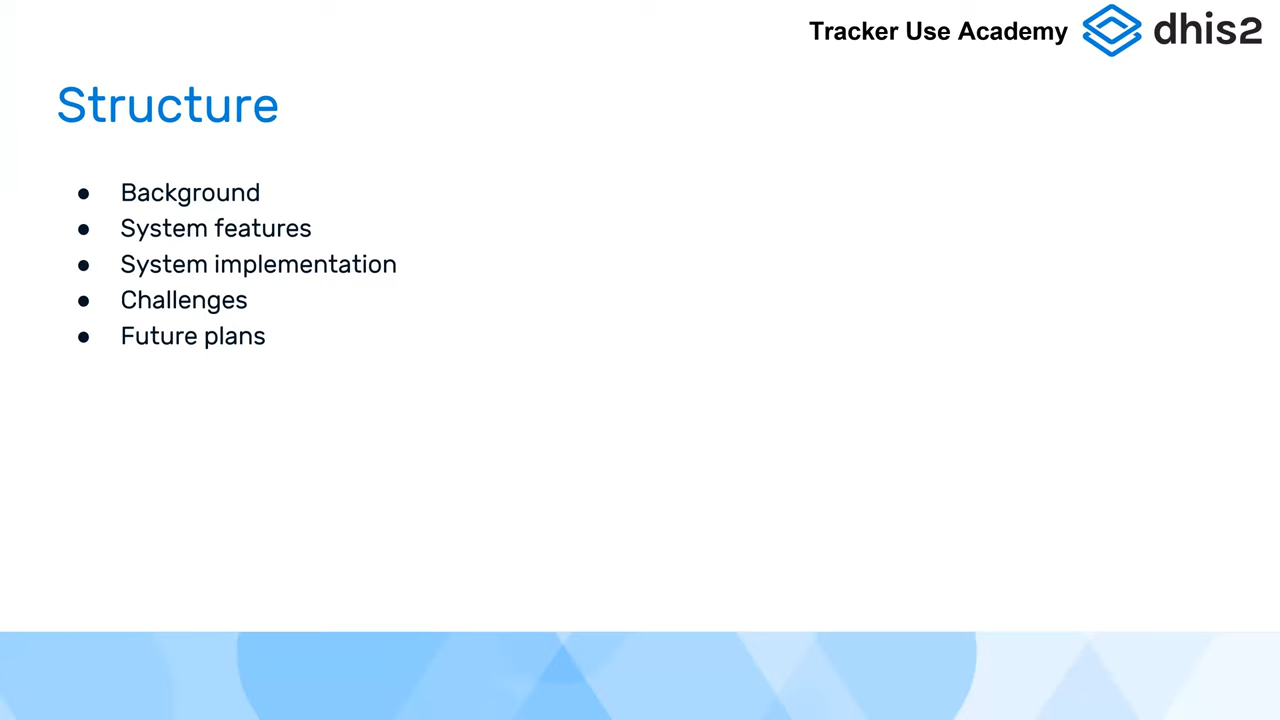 Tracker Use Academy dhis2
Structure
● Background
● System features
● System implementation
● Challenges
● Future plans